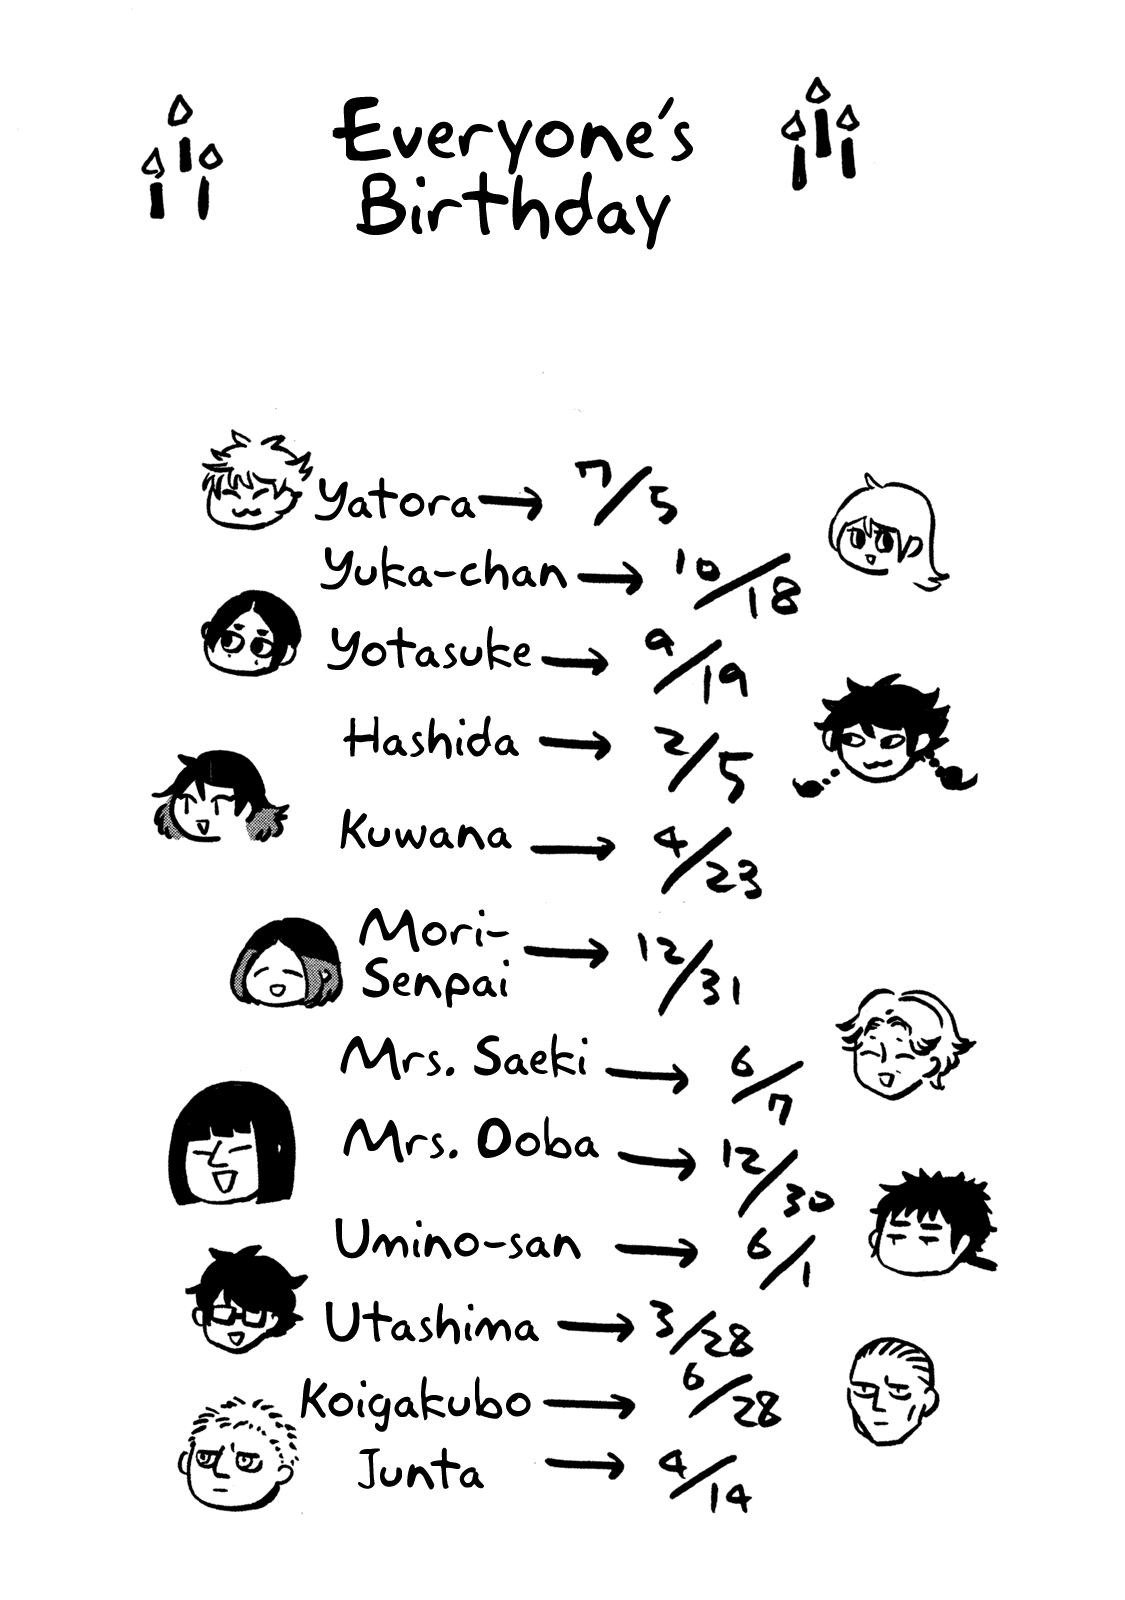 Everyone's
Birthday
Yatora → 7/5
Yuka-chan → 10/18
Yotasuke → 9/19
Hashida → 2/5
Kuwana → 4/23
Mori-
Senpai → 12/31
Mrs. Saeki → 6/7
Mrs. Ooba → 12/30
Umino-san → 6/1
Utashima → 3/28
Koigakubo → 6/28
Junta → 4/14